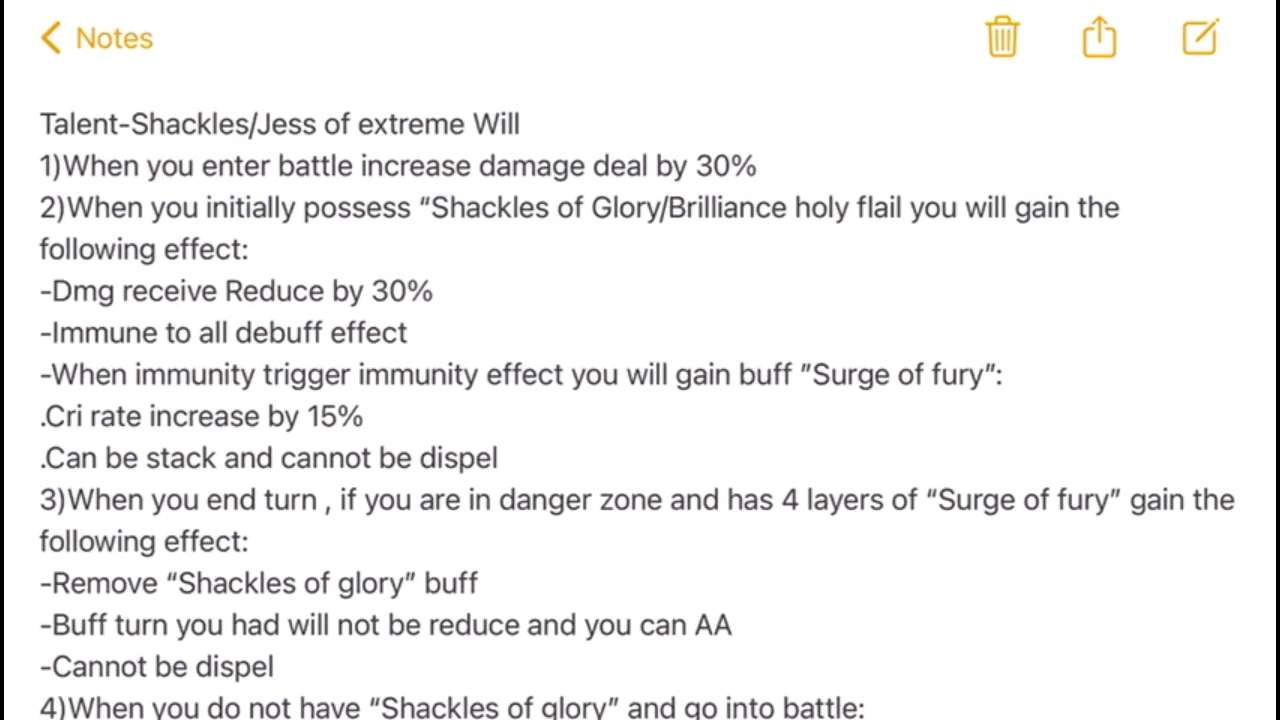 Notes
Talent-Shackles/Jess of extreme Will
1)When you enter battle increase damage deal by 30%
2)When you initially possess “Shackles of Glory/Brilliance holy flail you will gain the
following effect:
-Dmg receive Reduce by 30%
-Immune to all debuff effect
-When immunity trigger immunity effect you will gain buff ”Surge of fury”:
.Cri rate increase by 15%
.Can be stack and cannot be dispel
3)When you end turn , if you are in danger zone and has 4 layers of “Surge of fury” gain the
following effect:
-Remove “Shackles of glory” buff
-Buff turn you had will not be reduce and you can AA
-Cannot be dispel
4)When you do not have “Shackles of glory” and go into battle: